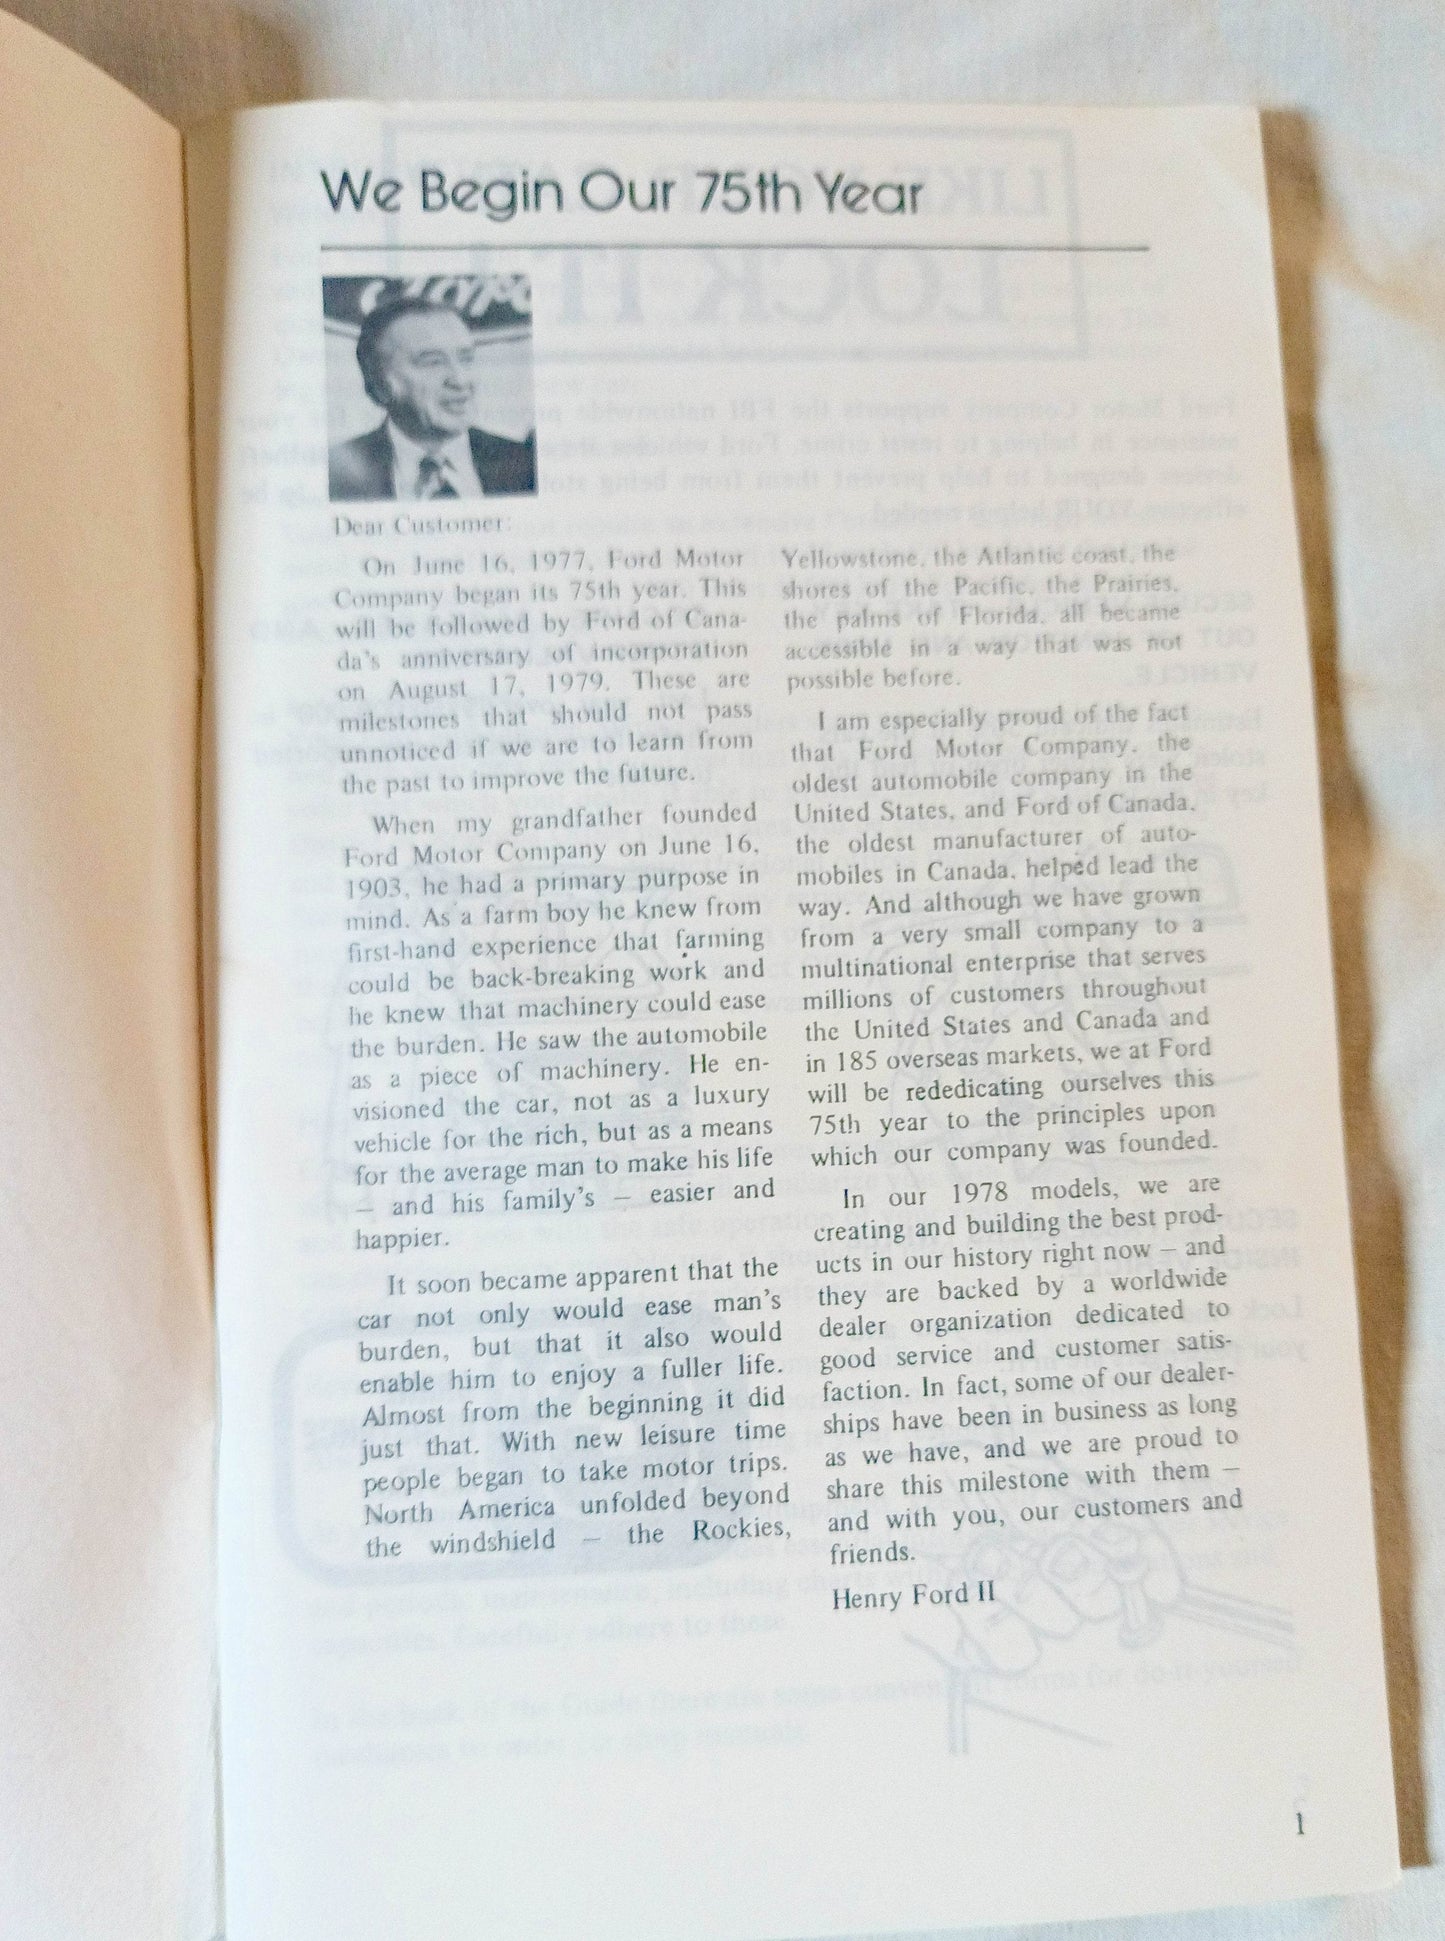 We Begin Our 75th Year
Dear Customer:
On June 16, 1977, Ford Motor
Company began its 75th year. This
will be followed by Ford of Cana-
da's anniversary of incorporation
on August 17, 1979. These are
milestones that should not pass
unnoticed if we are to learn from
the past to improve the future.
When my grandfather founded
Ford Motor Company on June 16,
1903, he had a primary purpose in
mind. As a farm boy he knew from
first-hand experience that farming
could be back-breaking work and
he knew that machinery could ease
the burden. He saw the automobile
as a piece of machinery. He en-
visioned the car, not as a luxury
vehicle for the rich, but as a means
for the average man to make his life
— and his family's — easier and
happier.
It soon became apparent that the
car not only would ease man's
burden, but that it also would
enable him to enjoy a fuller life.
Almost from the beginning it did
just that. With new leisure time
people began to take motor trips.
North America unfolded beyond
the windshield — the Rockies,
Yellowstone, the Atlantic coast, the
shores of the Pacific, the Prairies,
the palms of Florida, all became
accessible in a way that was not
possible before.
I am especially proud of the fact
that Ford Motor Company, the
oldest automobile company in the
United States, and Ford of Canada,
the oldest manufacturer of auto-
mobiles in Canada, helped lead the
way. And although we have grown
from a very small company to a
multinational enterprise that serves
millions of customers throughout
the United States and Canada and
in 185 overseas markets, we at Ford
will be rededicating ourselves this
75th year to the principles upon
which our company was founded.
In our 1978 models, we are
creating and building the best prod-
ucts in our history right now — and
they are backed by a worldwide
dealer organization dedicated to
good service and customer satis-
faction. In fact, some of our dealer-
ships have been in business as long
as we have, and we are proud to
share this milestone with them —
and with you, our customers and
friends.
Henry Ford II
1